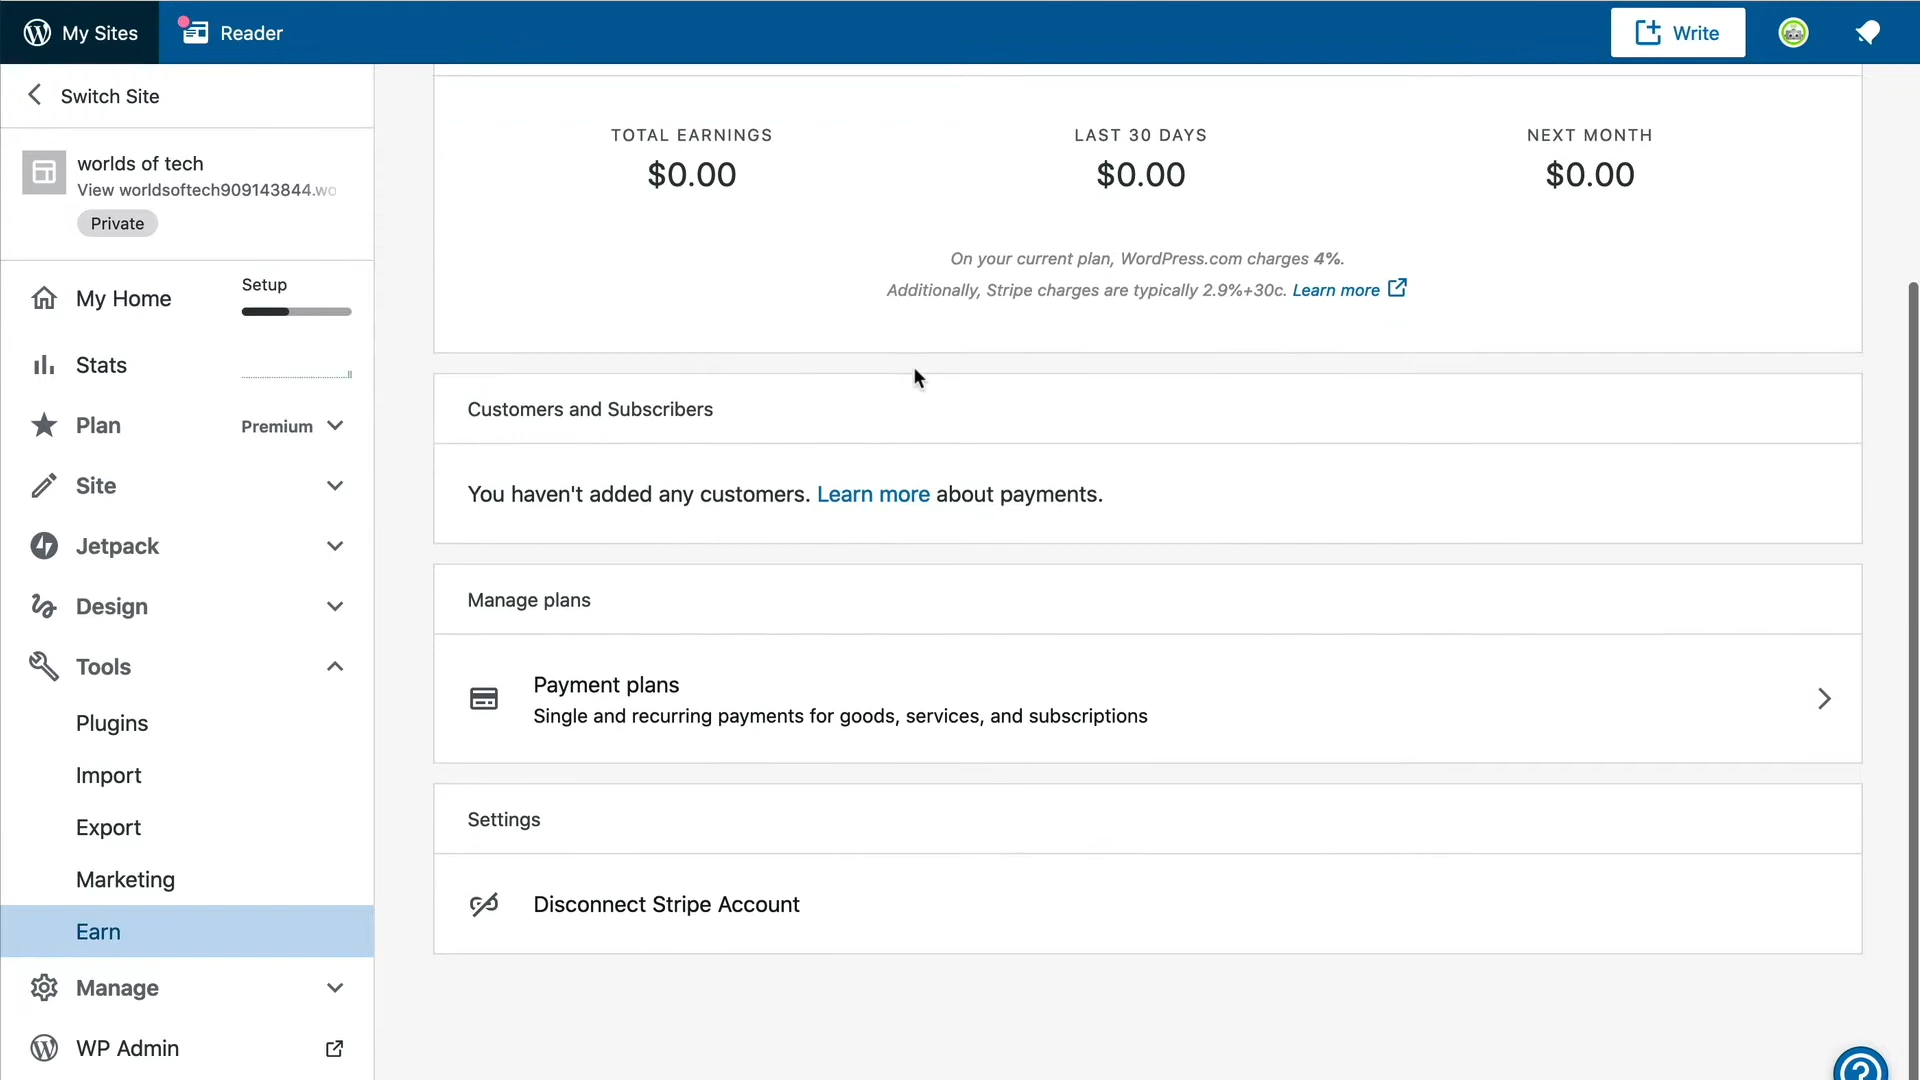 My Sites
Reader
Write
Switch Site
worlds of tech
View worldsoftech909143844.wo
Private
My Home
Setup
Stats
Plan
Premium
Site
Jetpack
Design
Tools
Plugins
Import
Export
Marketing
Earn
Manage
WP Admin
TOTAL EARNINGS
$0.00
LAST 30 DAYS
$0.00
NEXT MONTH
$0.00
On your current plan, WordPress.com charges 4%.
Additionally, Stripe charges are typically 2.9%+30c. Learn more
Customers and Subscribers
You haven't added any customers. Learn more about payments.
Manage plans
Payment plans
Single and recurring payments for goods, services, and subscriptions
Settings
Disconnect Stripe Account